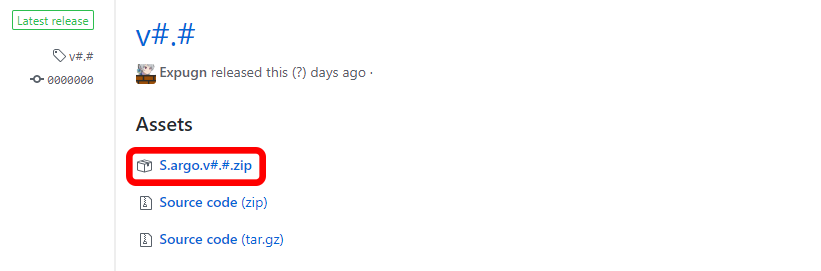 Latest release
v#.#
0000000
v#.#
Expugn released this (?) days ago ·
Assets
S.argo.v#.#.zip
Source code (zip)
Source code (tar.gz)